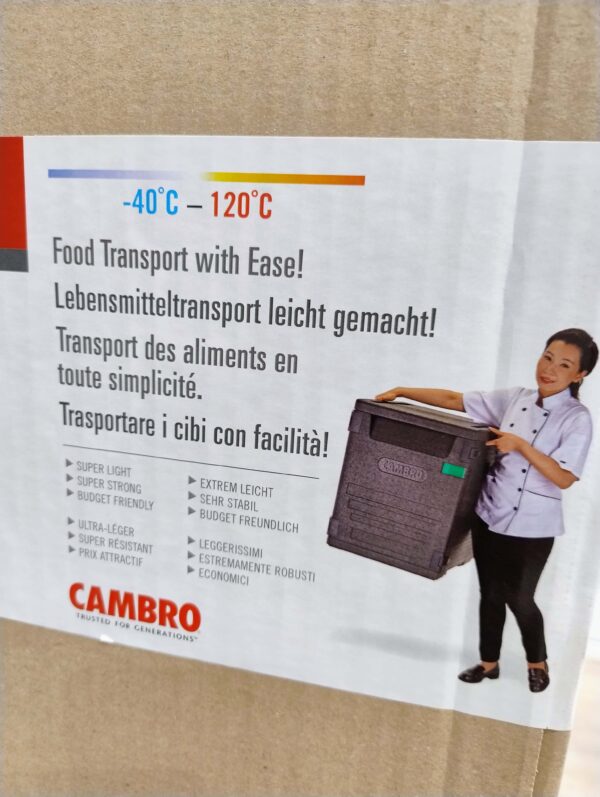 -40°C – 120°C
Food Transport with Ease!
Lebensmitteltransport leicht gemacht!
Transport des aliments en
toute simplicité.
Trasportare i cibi con facilità!
▶ SUPER LIGHT
▶ SUPER STRONG
▶ BUDGET FRIENDLY
▶ EXTREM LEICHT
▶ SEHR STABIL
▶ BUDGET FREUNDLICH
▶ ULTRA-LÉGER
▶ SUPER RÉSISTANT
▶ PRIX ATTRACTIF
▶ LEGGERISSIMI
▶ ESTREMAMENTE ROBUSTI
▶ ECONOMICI
CAMBRO
TRUSTED FOR GENERATIONS™
CAMBRO